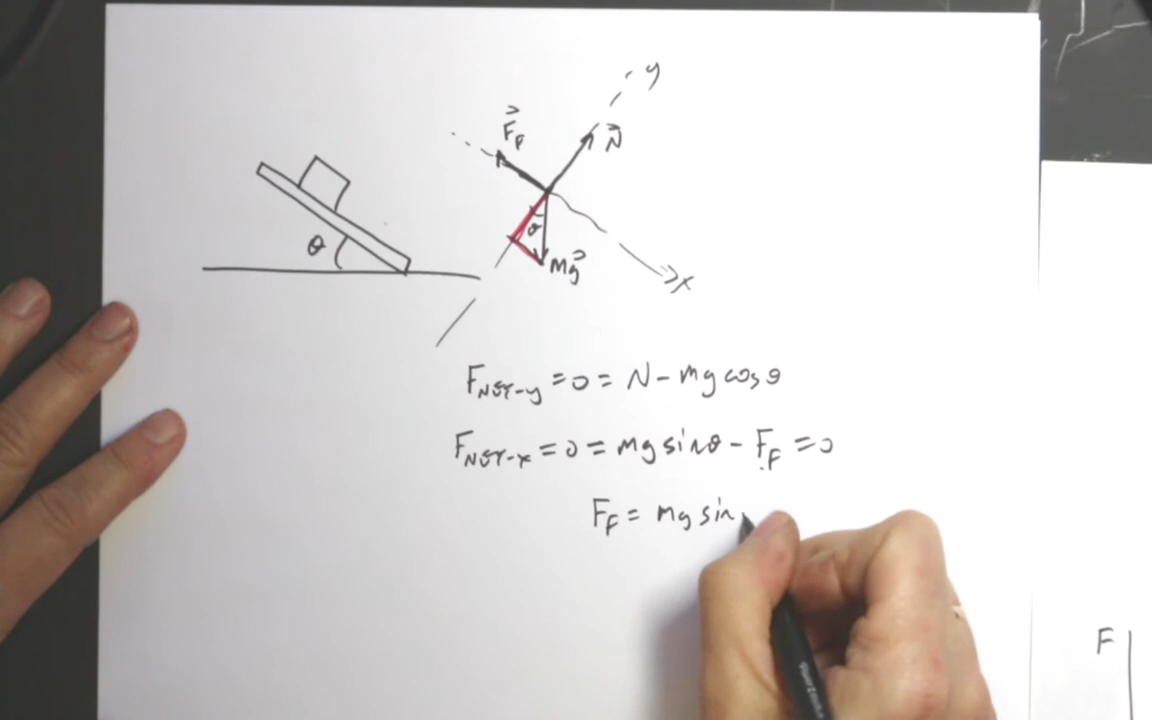 y
F⃗f
N⃗
θ
θ
mg⃗
x
FNET-y = 0 = N - mg cos θ
FNET-x = 0 = mg sin θ - Ff = 0
Ff = mg sin
F